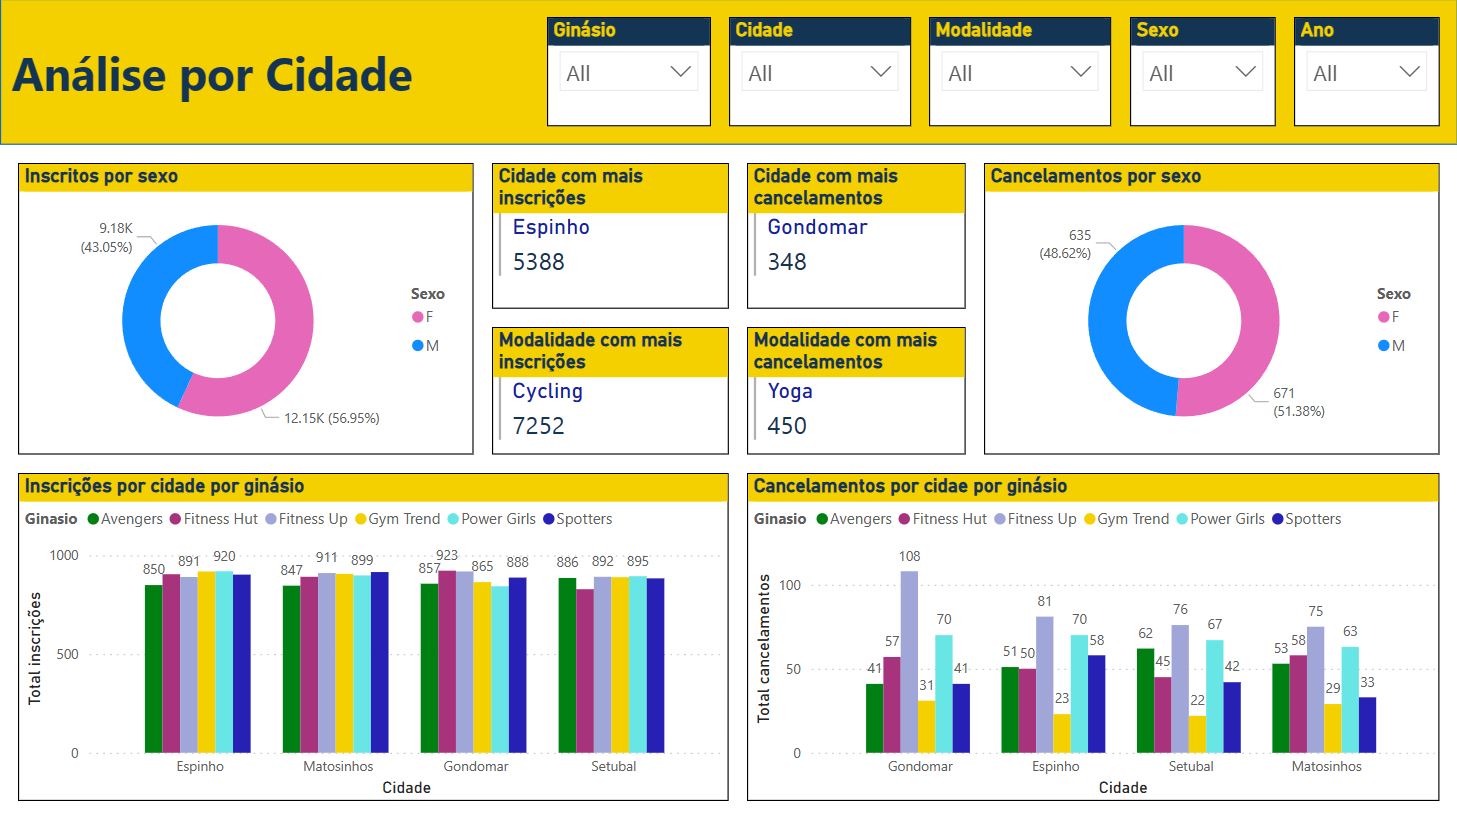 Análise por Cidade
Ginásio
All
Cidade
All
Modalidade
All
Sexo
All
Ano
All
Inscritos por sexo
9.18K
(43.05%)
12.15K (56.95%)
Sexo
F
M
Cidade com mais
inscrições
Espinho
5388
Cidade com mais
cancelamentos
Gondomar
348
Modalidade com mais
inscrições
Cycling
7252
Modalidade com mais
cancelamentos
Yoga
450
Cancelamentos por sexo
635
(48.62%)
671
(51.38%)
Sexo
F
M
Inscrições por cidade por ginásio
Ginasio Avengers Fitness Hut Fitness Up Gym Trend Power Girls Spotters
Total inscrições
1000
500
0
850 891 920
847 911 899
857 923 865 888
886 892 895
Espinho Matosinhos Gondomar Setubal
Cidade
Cancelamentos por cidae por ginásio
Ginasio Avengers Fitness Hut Fitness Up Gym Trend Power Girls Spotters
Total cancelamentos
100
50
0
41 57 108 31 70 41
51 50 81 23 70 58
62 45 76 22 67 42
53 58 75 29 63 33
Gondomar Espinho Setubal Matosinhos
Cidade